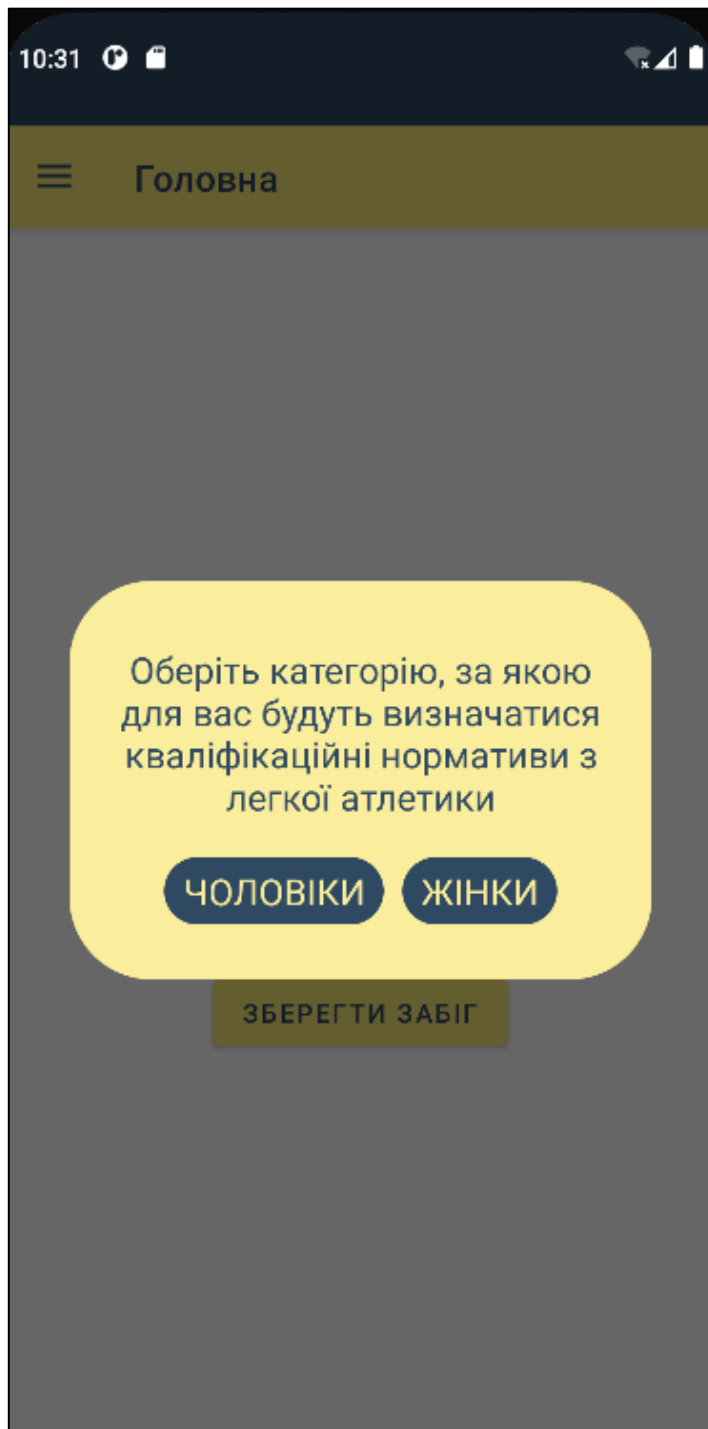 10:31
Головна
Оберіть категорію, за якою
для вас будуть визначатися
кваліфікаційні нормативи з
легкої атлетики
ЧОЛОВІКИ ЖІНКИ
ЗБЕРЕГТИ ЗАБІГ